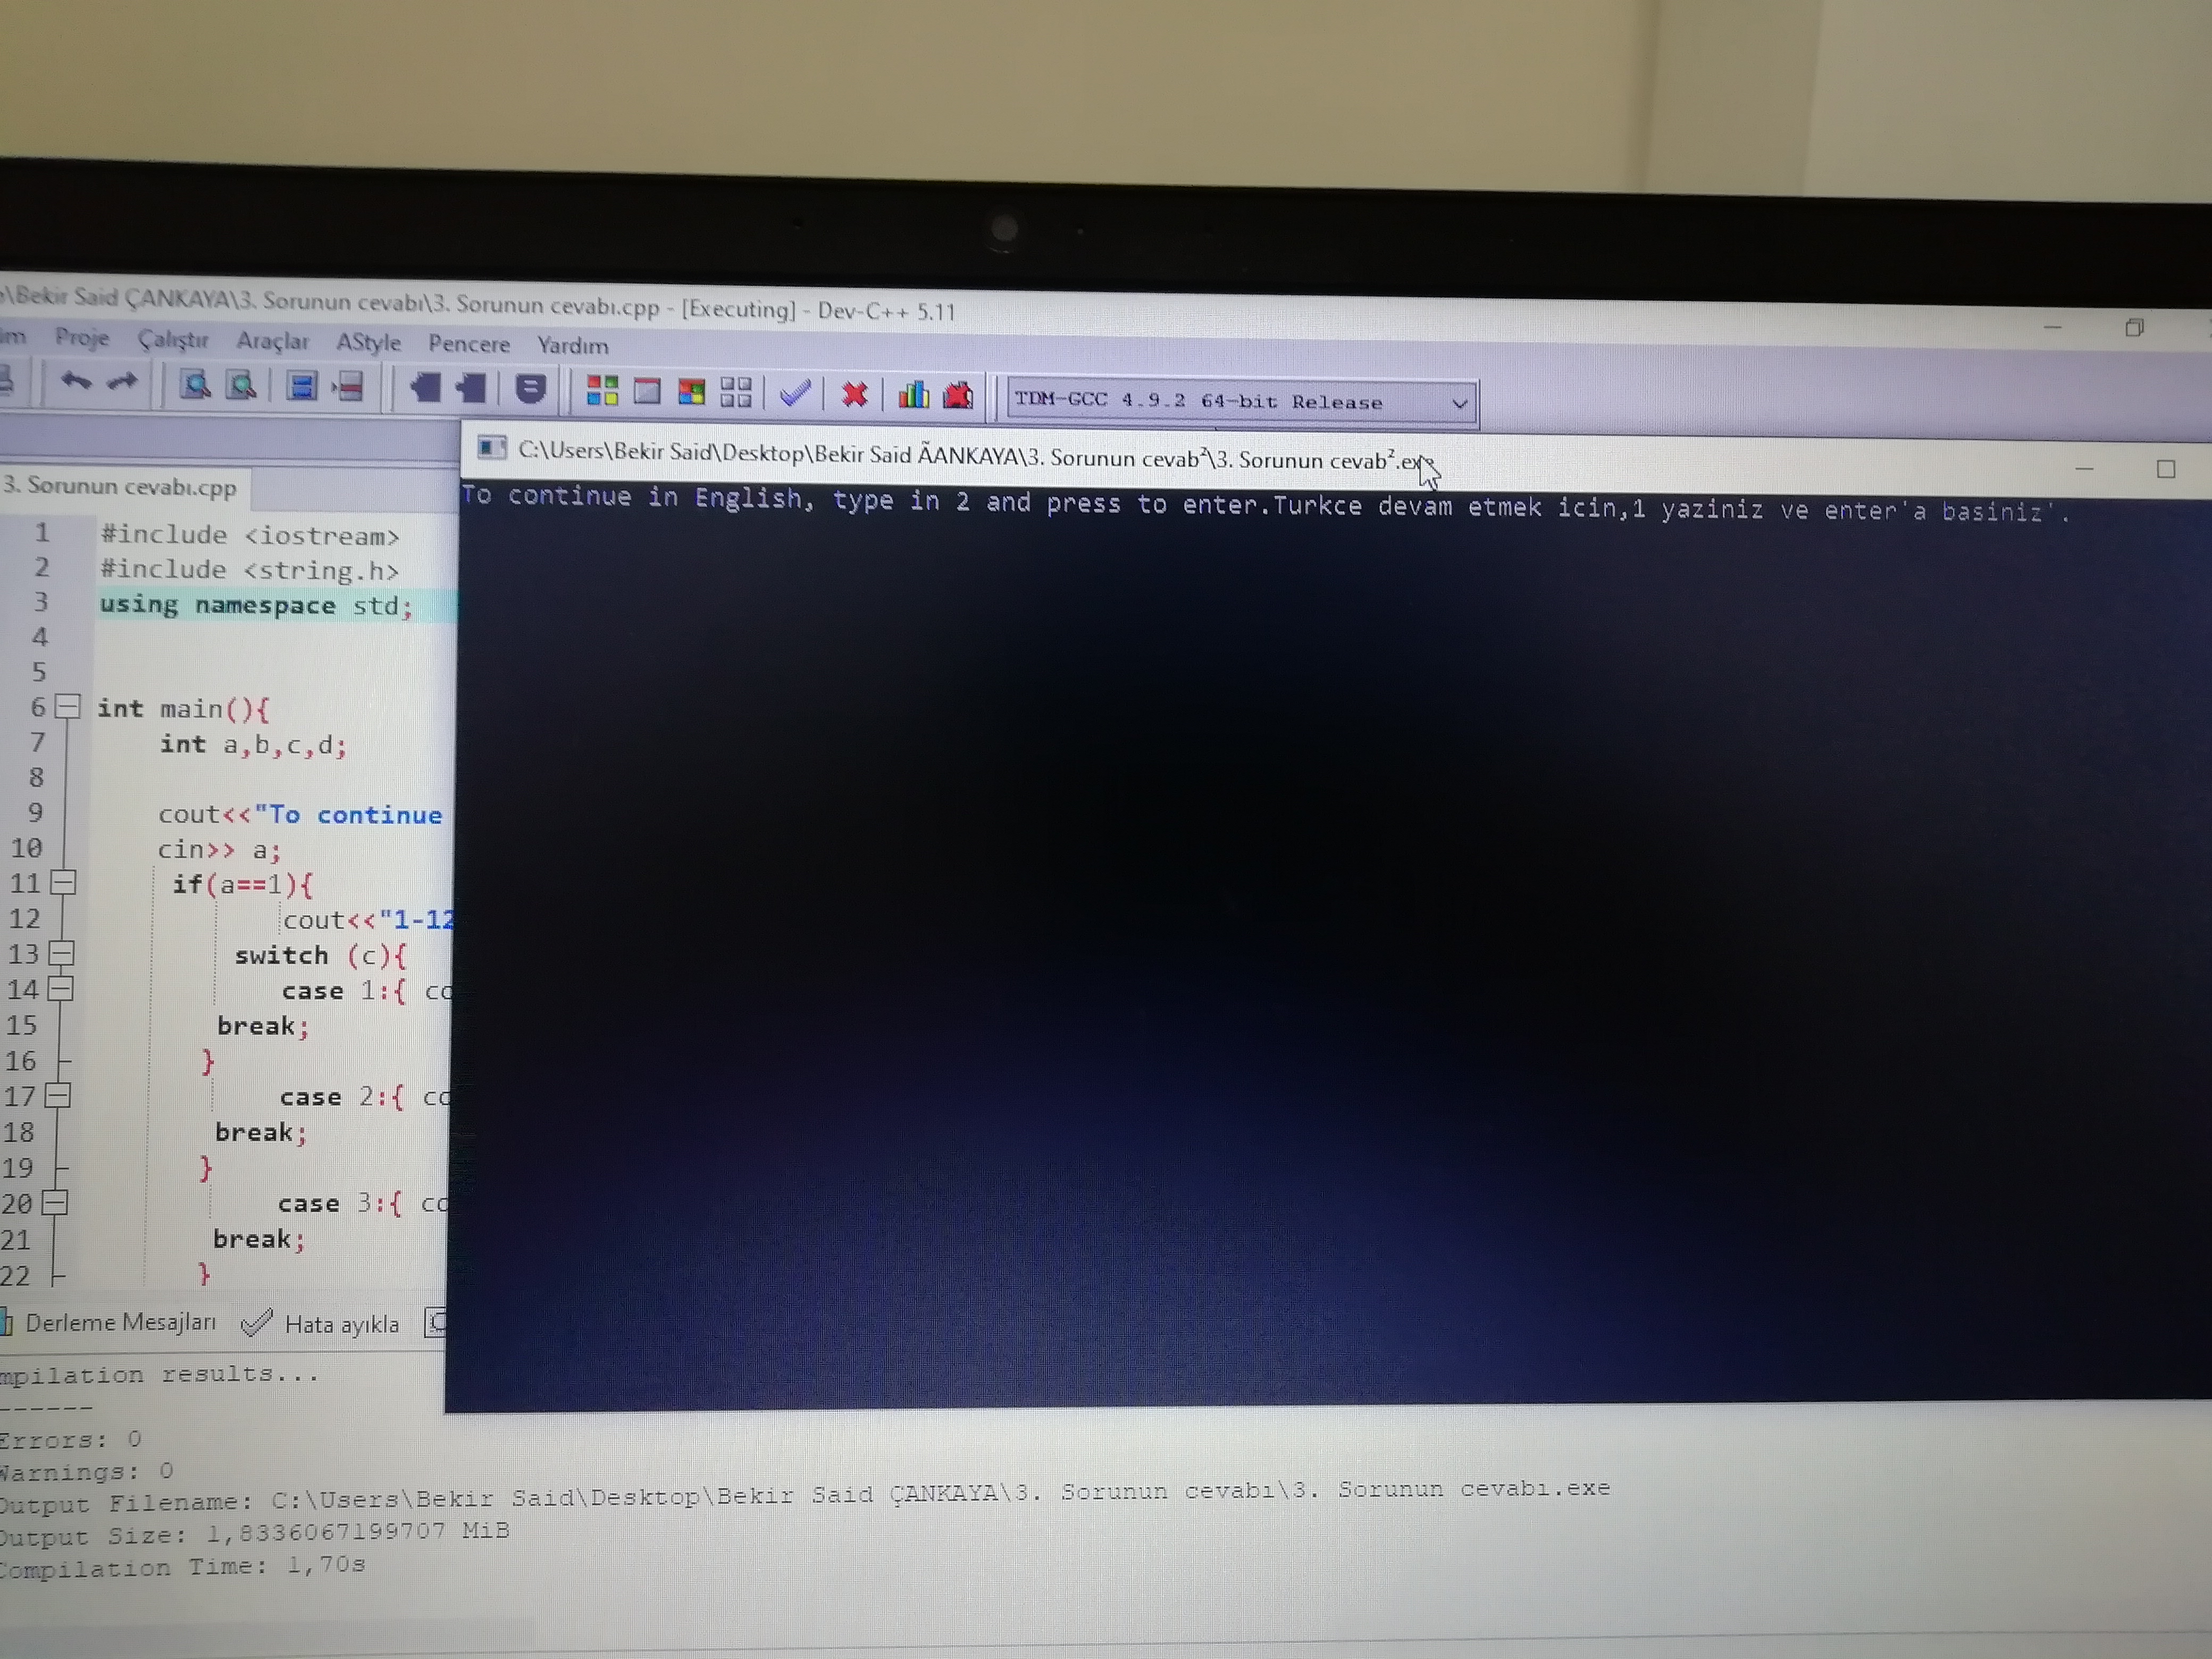 \Bekir Said ÇANKAYA\3. Sorunun cevabı\3. Sorunun cevabı.cpp - [Executing] - Dev-C++ 5.11
Proje Çalıştır Araçlar AStyle Pencere Yardım
TDM-GCC 4.9.2 64-bit Release
C:\Users\Bekir Said\Desktop\Bekir Said ÃANKAYA\3. Sorunun cevab²\3. Sorunun cevab².exe
To continue in English, type in 2 and press to enter.Turkce devam etmek icin,1 yaziniz ve enter'a basiniz'.
3. Sorunun cevabı.cpp
1 #include <iostream>
2 #include <string.h>
3 using namespace std;
4
5
6 int main(){
7 int a,b,c,d;
8
9 cout<<"To continue
10 cin>> a;
11 if(a==1){
12 cout<<"1-12
13 switch (c){
14 case 1:{ co
15 break;
16 }
17 case 2:{ co
18 break;
19 }
20 case 3:{ co
21 break;
22 }
Derleme Mesajları Hata ayıkla
mpilation results...
------
Errors: 0
Warnings: 0
Output Filename: C:\Users\Bekir Said\Desktop\Bekir Said ÇANKAYA\3. Sorunun cevabı\3. Sorunun cevabı.exe
Output Size: 1,8336067199707 MiB
Compilation Time: 1,70s